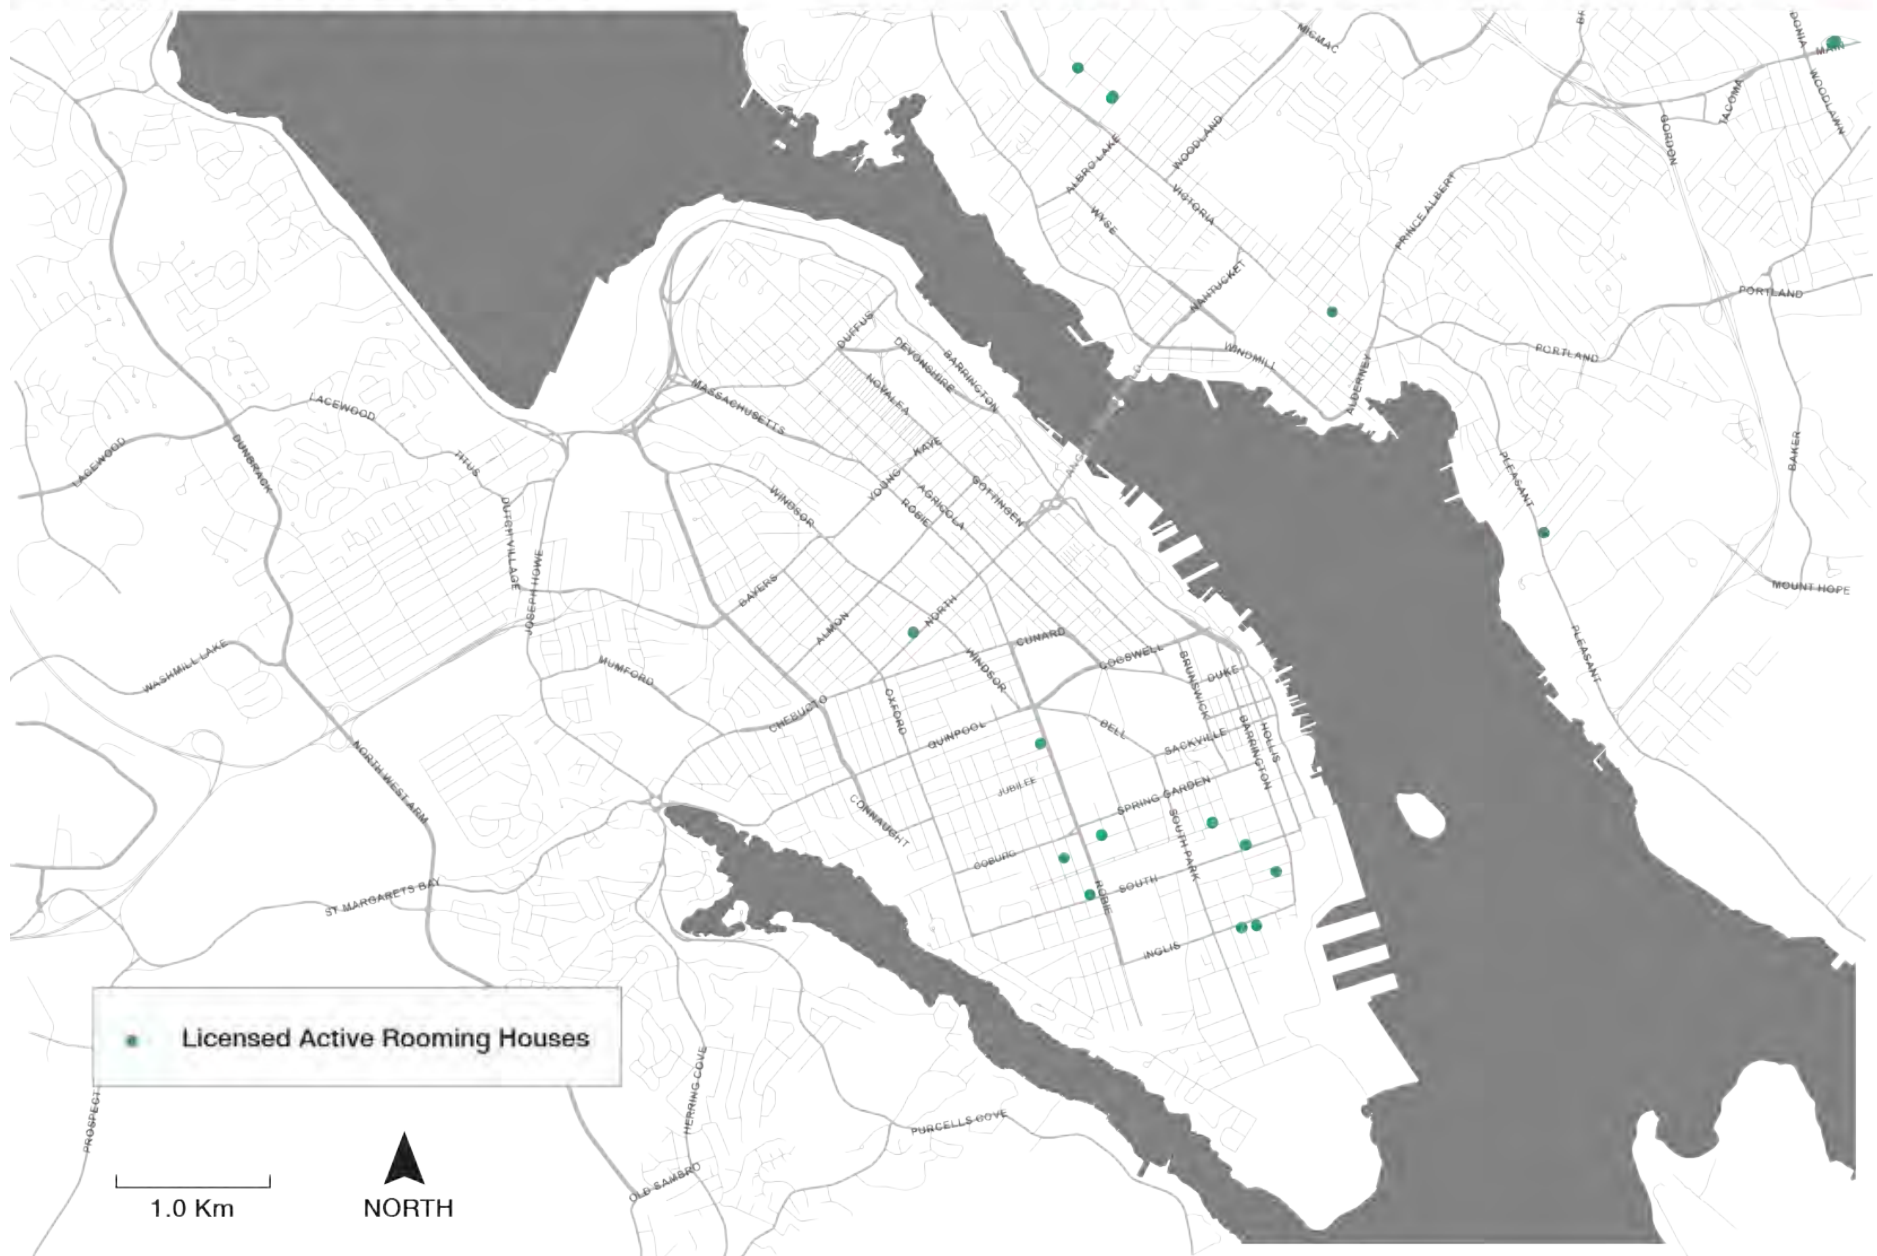 MICMAC
MAIN
WOODLAWN
TACOMA
GORDON
WOODLAND
ALBRO LAKE
VICTORIA
WYSE
PRINCE ALBERT
NANTUCKET
PORTLAND
WINDMILL
PORTLAND
ALDERNEY
DUFFUS
DEVONSHIRE
BARRINGTON
NOVALEA
MASSACHUSETTS
LACEWOOD
LACEWOOD
DUNBRACK
TITUS
KAYE
YOUNG
AGRICOLA
GOTTINGEN
ROBIE
WINDSOR
PLEASANT
BAKER
DUTCH VILLAGE
JOSEPH HOWE
BAYERS
ALMON
NORTH
MOUNT HOPE
CUNARD
COGSWELL
WINDSOR
BRUNSWICK
DUKE
PLEASANT
WASHMILL LAKE
MUMFORD
CHEBUCTO
OXFORD
QUINPOOL
BELL
SACKVILLE
BARRINGTON
HOLLIS
NORTH WEST ARM
JUBILEE
SPRING GARDEN
CONNAUGHT
SOUTH PARK
COBURG
SOUTH
ROBIE
ST MARGARETS BAY
INGLIS
Licensed Active Rooming Houses
HERRING COVE
PROSPECT
PURCELLS COVE
OLD SAMBRO
1.0 Km
NORTH